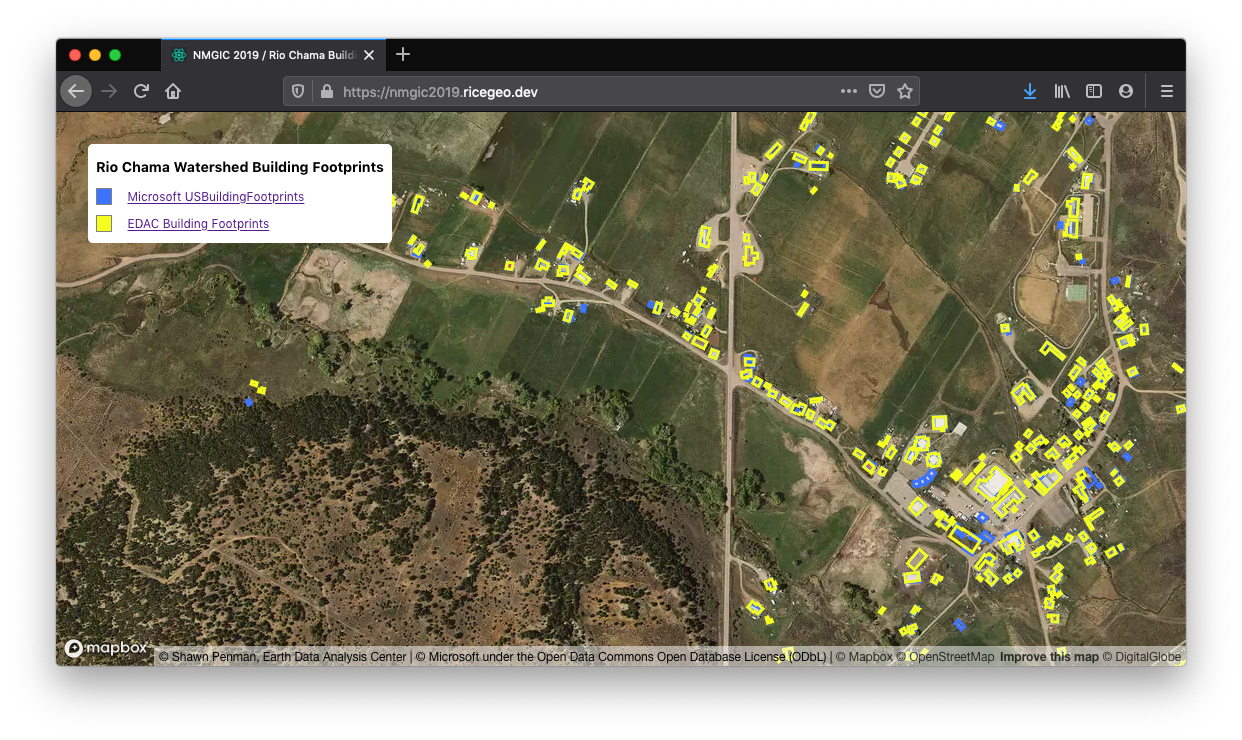 NMGIC 2019 / Rio Chama Buildi
https://nmgic2019.ricegeo.dev
Rio Chama Watershed Building Footprints
Microsoft USBuildingFootprints
EDAC Building Footprints
mapbox
© Shawn Penman, Earth Data Analysis Center | © Microsoft under the Open Data Commons Open Database License (ODbL) | © Mapbox © OpenStreetMap Improve this map © DigitalGlobe